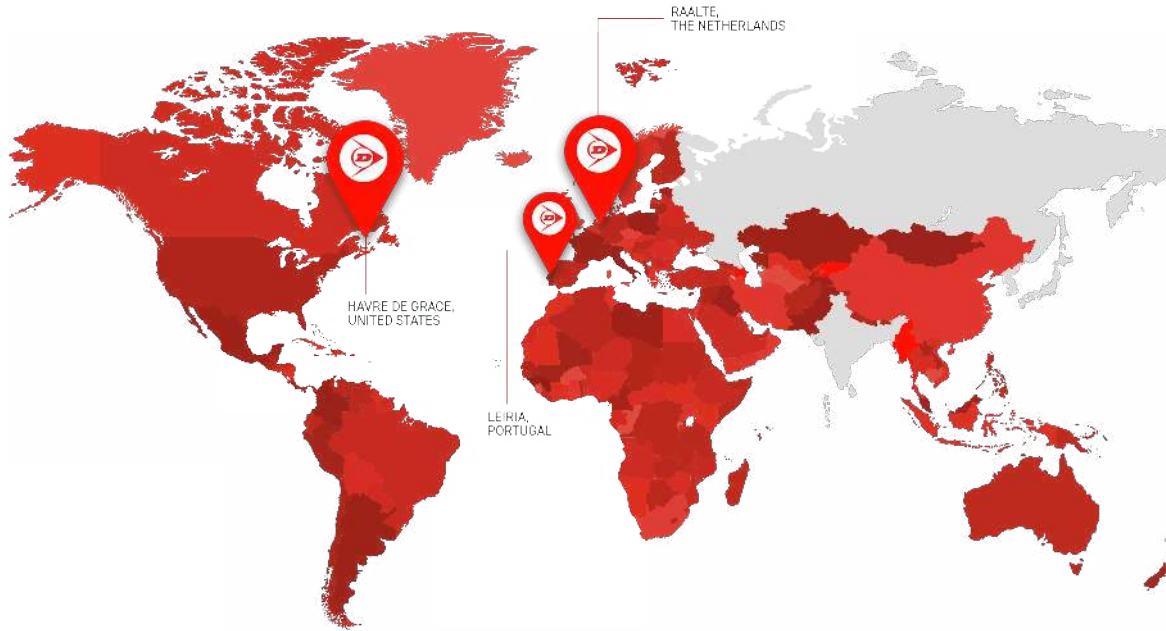 RAALTE,
THE NETHERLANDS
HAVRE DE GRACE,
UNITED STATES
LEIRIA,
PORTUGAL
D
D
D